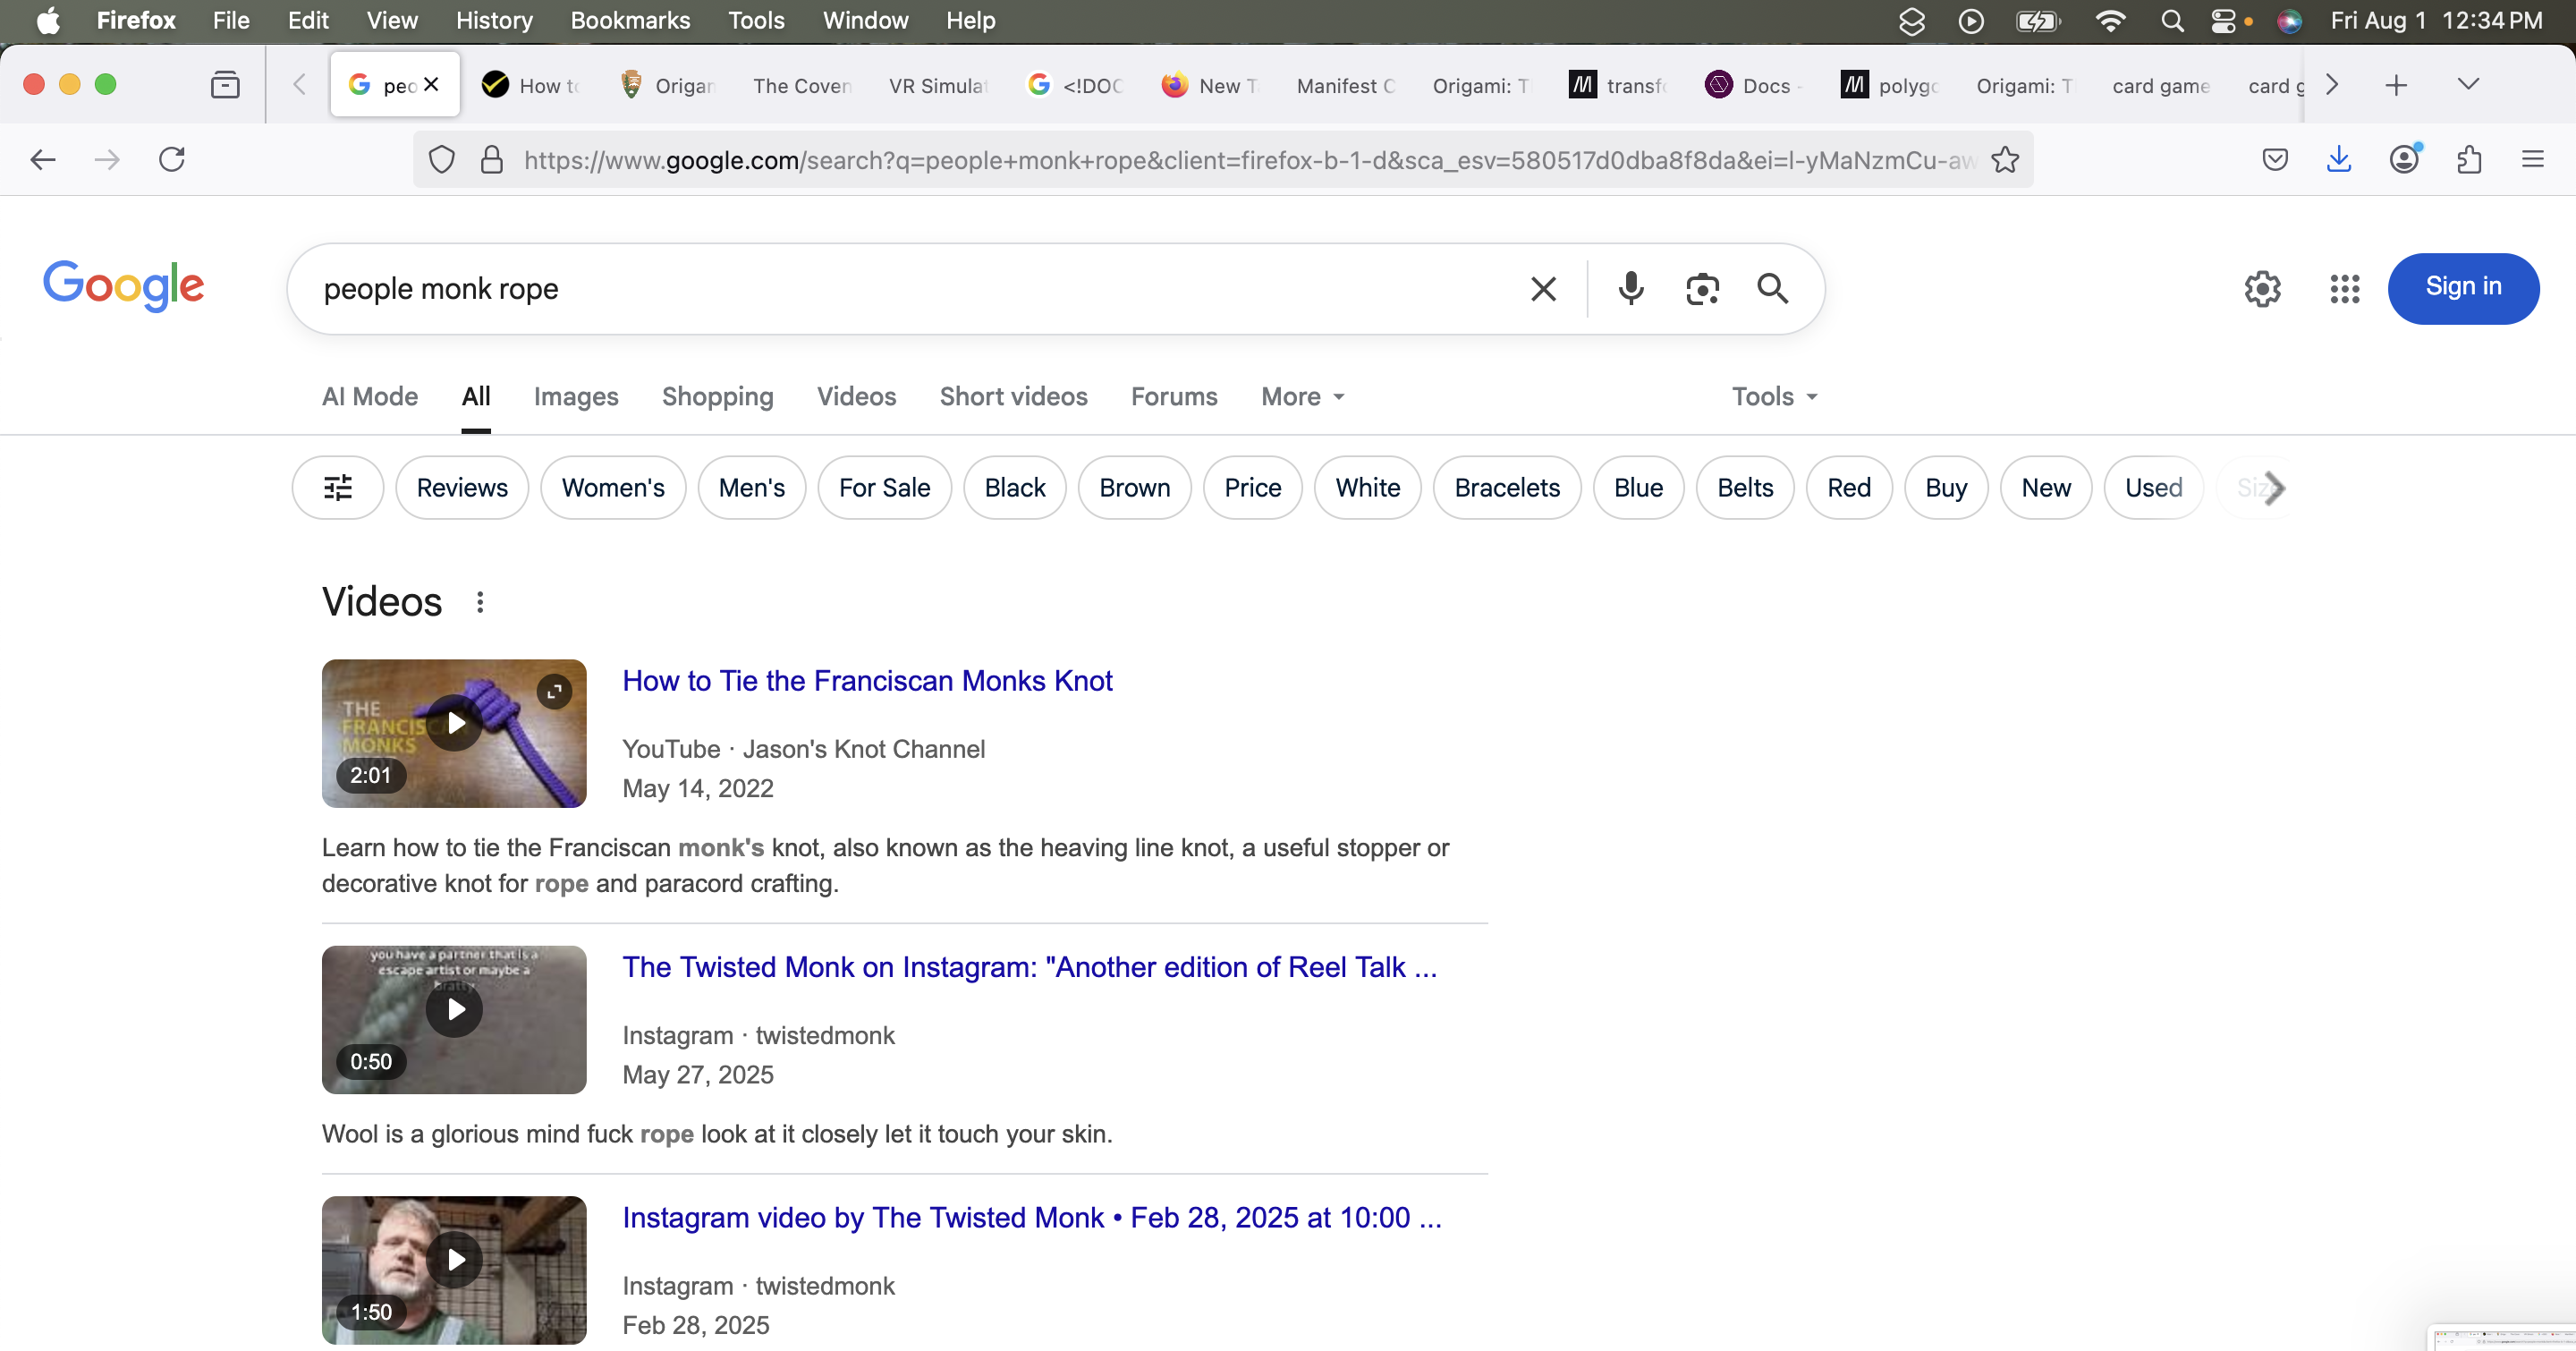 Firefox File Edit View History Bookmarks Tools Window Help Fri Aug 1 12:34 PM
peo How to Origan The Coven VR Simula <!DOC New T Manifest C Origami: T transf Docs - polygo Origami: T card game card g
https://www.google.com/search?q=people+monk+rope&client=firefox-b-1-d&sca_esv=580517d0dba8f8da&ei=l-yMaNzmCu-aw
Google people monk rope Sign in
AI Mode All Images Shopping Videos Short videos Forums More Tools
Reviews Women's Men's For Sale Black Brown Price White Bracelets Blue Belts Red Buy New Used Size
Videos
THE
FRANCISCAN
MONKS
2:01
How to Tie the Franciscan Monks Knot
YouTube · Jason's Knot Channel
May 14, 2022
Learn how to tie the Franciscan monk's knot, also known as the heaving line knot, a useful stopper or
decorative knot for rope and paracord crafting.
you have a partner that is a
escape artist or maybe a
bratty
0:50
The Twisted Monk on Instagram: "Another edition of Reel Talk ...
Instagram · twistedmonk
May 27, 2025
Wool is a glorious mind fuck rope look at it closely let it touch your skin.
1:50
Instagram video by The Twisted Monk • Feb 28, 2025 at 10:00 ...
Instagram · twistedmonk
Feb 28, 2025